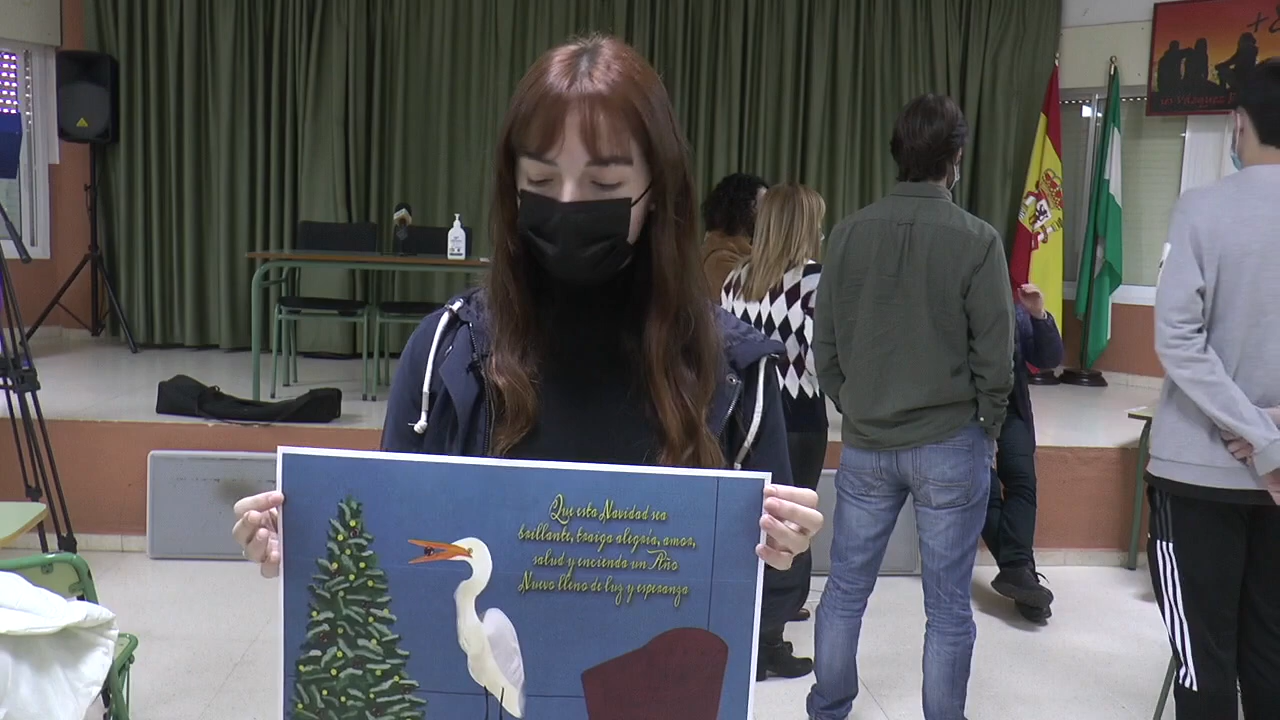 Que esta Navidad sea
brillante, traiga alegría, amor,
salud y encienda un Año
Nuevo lleno de luz y esperanza